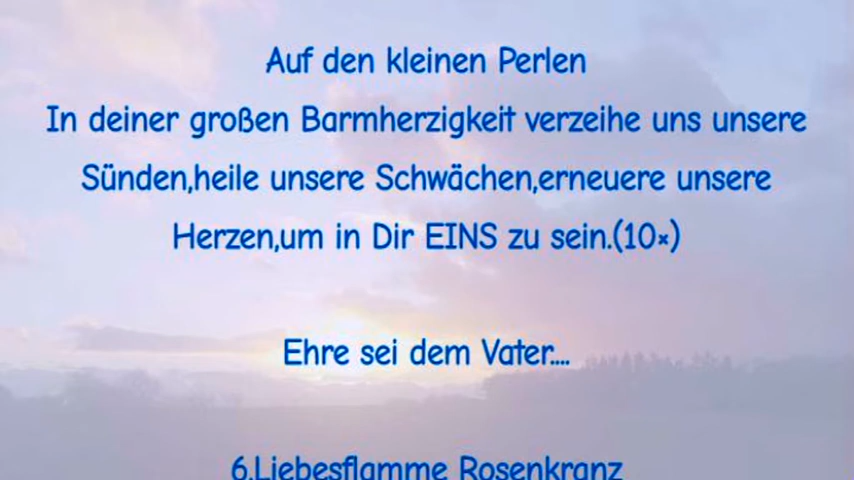 Auf den kleinen Perlen
In deiner großen Barmherzigkeit verzeihe uns unsere
Sünden,heile unsere Schwächen,erneuere unsere
Herzen,um in Dir EINS zu sein.(10×)
Ehre sei dem Vater....
6.Liebesflamme Rosenkranz